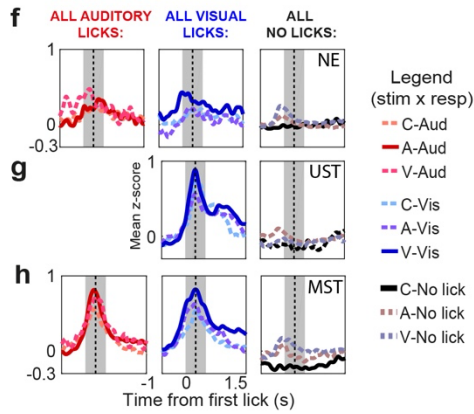 ALL AUDITORY LICKS:
ALL VISUAL LICKS:
ALL NO LICKS:
f
NE
1
0
-0.3
g
UST
Mean z-score
1
0
h
MST
1
0
-0.3
-1
0
1.5
Time from first lick (s)
Legend
(stim x resp)
C-Aud
A-Aud
V-Aud
C-Vis
A-Vis
V-Vis
C-No lick
A-No lick
V-No lick